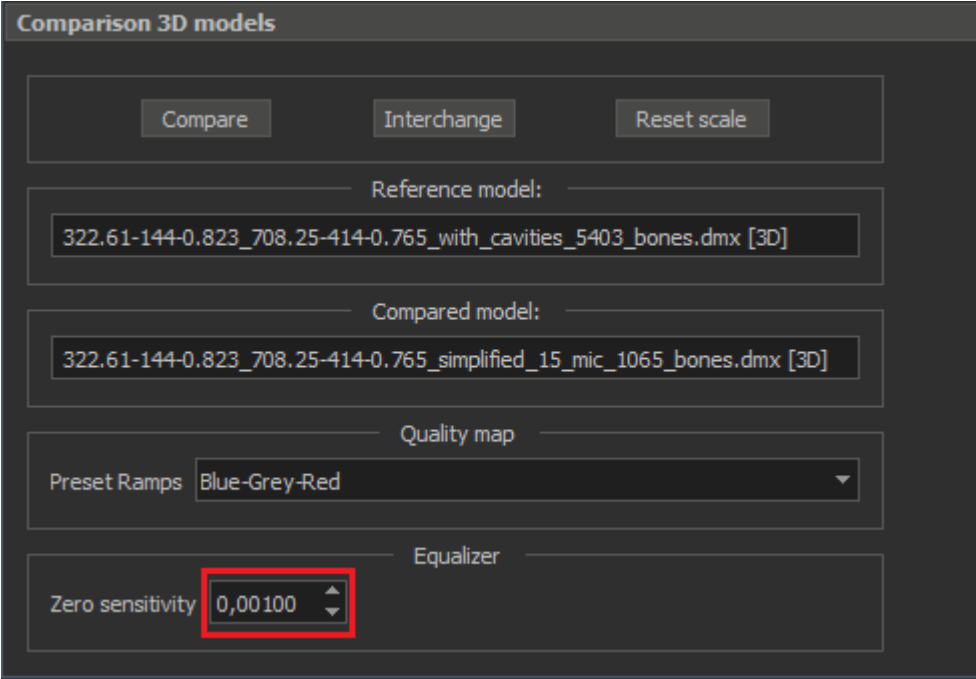 Comparison 3D models
Compare Interchange Reset scale
Reference model:
322.61-144-0.823_708.25-414-0.765_with_cavities_5403_bones.dmx [3D]
Compared model:
322.61-144-0.823_708.25-414-0.765_simplified_15_mic_1065_bones.dmx [3D]
Quality map
Preset Ramps Blue-Grey-Red
Equalizer
Zero sensitivity 0,00100